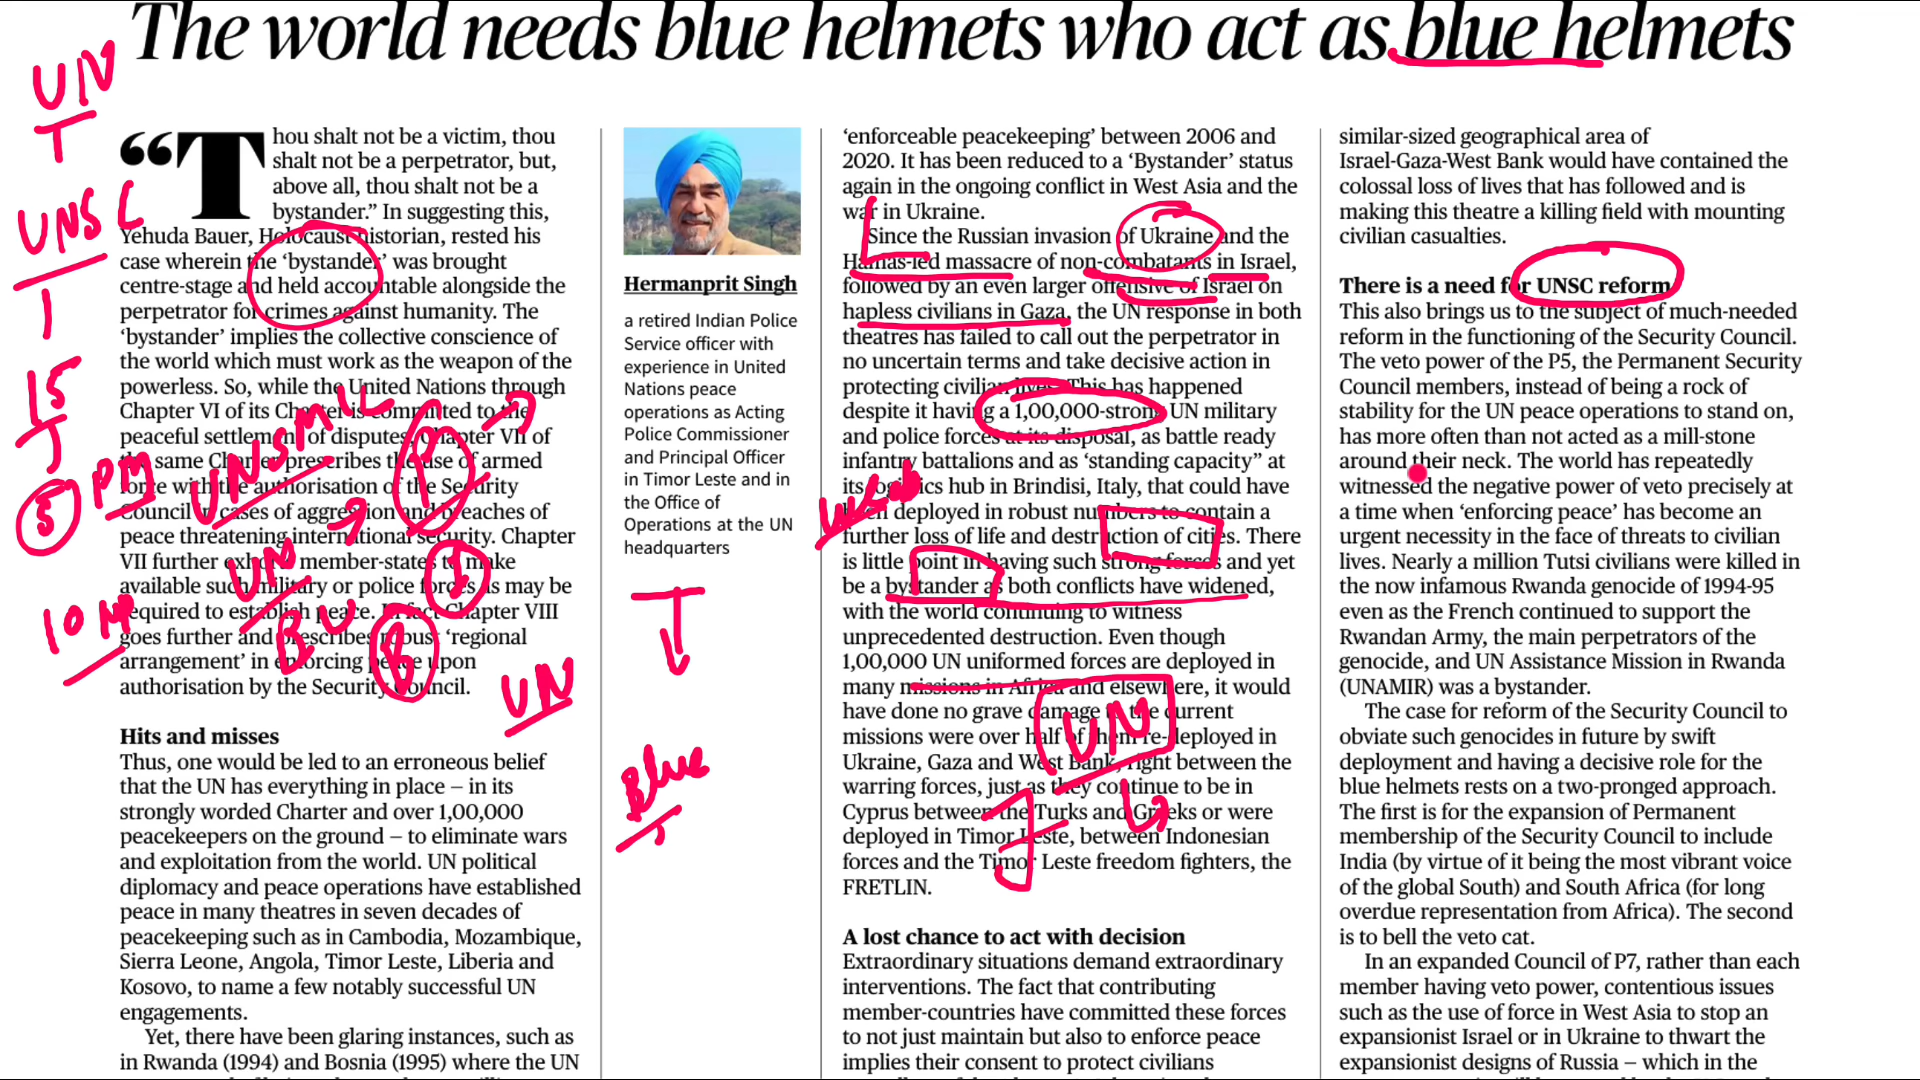 The world needs blue helmets who act as blue helmets
“Thou shalt not be a victim, thou
shalt not be a perpetrator, but,
above all, thou shalt not be a
bystander.” In suggesting this,
Yehuda Bauer, Holocaust historian, rested his
case wherein the ‘bystander’ was brought
centre-stage and held accountable alongside the
perpetrator for crimes against humanity. The
‘bystander’ implies the collective conscience of
the world which must work as the weapon of the
powerless. So, while the United Nations through
Chapter VI of its Charter is committed to the
peaceful settlement of disputes, Chapter VII of
the same Charter prescribes the use of armed
force with the authorisation of the Security
Council in cases of aggression and breaches of
peace threatening international security. Chapter
VII further exhorts member-states to make
available such military or police forces as may be
required to establish peace. In fact Chapter VIII
goes further and prescribes robust ‘regional
arrangement’ in enforcing peace upon
authorisation by the Security Council.
Hits and misses
Thus, one would be led to an erroneous belief
that the UN has everything in place – in its
strongly worded Charter and over 1,00,000
peacekeepers on the ground – to eliminate wars
and exploitation from the world. UN political
diplomacy and peace operations have established
peace in many theatres in seven decades of
peacekeeping such as in Cambodia, Mozambique,
Sierra Leone, Angola, Timor Leste, Liberia and
Kosovo, to name a few notably successful UN
engagements.
Yet, there have been glaring instances, such as
in Rwanda (1994) and Bosnia (1995) where the UN
Hermanprit Singh
a retired Indian Police
Service officer with
experience in United
Nations peace
operations as Acting
Police Commissioner
and Principal Officer
in Timor Leste and in
the Office of
Operations at the UN
headquarters
‘enforceable peacekeeping’ between 2006 and
2020. It has been reduced to a ‘Bystander’ status
again in the ongoing conflict in West Asia and the
war in Ukraine.
Since the Russian invasion of Ukraine and the
Hamas-led massacre of non-combatants in Israel,
followed by an even larger offensive of Israel on
hapless civilians in Gaza, the UN response in both
theatres has failed to call out the perpetrator in
no uncertain terms and take decisive action in
protecting civilian lives. This has happened
despite it having a 1,00,000-strong UN military
and police forces at its disposal, as battle ready
infantry battalions and as ‘standing capacity” at
its logistics hub in Brindisi, Italy, that could have
been deployed in robust numbers to contain a
further loss of life and destruction of cities. There
is little point in having such strong forces and yet
be a bystander as both conflicts have widened,
with the world continuing to witness
unprecedented destruction. Even though
1,00,000 UN uniformed forces are deployed in
many missions in Africa and elsewhere, it would
have done no grave damage to the current
missions were over half of them re-deployed in
Ukraine, Gaza and West Bank, right between the
warring forces, just as they continue to be in
Cyprus between the Turks and Greeks or were
deployed in Timor Leste, between Indonesian
forces and the Timor Leste freedom fighters, the
FRETLIN.
A lost chance to act with decision
Extraordinary situations demand extraordinary
interventions. The fact that contributing
member-countries have committed these forces
to not just maintain but also to enforce peace
implies their consent to protect civilians
similar-sized geographical area of
Israel-Gaza-West Bank would have contained the
colossal loss of lives that has followed and is
making this theatre a killing field with mounting
civilian casualties.
There is a need for UNSC reform
This also brings us to the subject of much-needed
reform in the functioning of the Security Council.
The veto power of the P5, the Permanent Security
Council members, instead of being a rock of
stability for the UN peace operations to stand on,
has more often than not acted as a mill-stone
around their neck. The world has repeatedly
witnessed the negative power of veto precisely at
a time when ‘enforcing peace’ has become an
urgent necessity in the face of threats to civilian
lives. Nearly a million Tutsi civilians were killed in
the now infamous Rwanda genocide of 1994-95
even as the French continued to support the
Rwandan Army, the main perpetrators of the
genocide, and UN Assistance Mission in Rwanda
(UNAMIR) was a bystander.
The case for reform of the Security Council to
obviate such genocides in future by swift
deployment and having a decisive role for the
blue helmets rests on a two-pronged approach.
The first is for the expansion of Permanent
membership of the Security Council to include
India (by virtue of it being the most vibrant voice
of the global South) and South Africa (for long
overdue representation from Africa). The second
is to bell the veto cat.
In an expanded Council of P7, rather than each
member having veto power, contentious issues
such as the use of force in West Asia to stop an
expansionist Israel or in Ukraine to thwart the
expansionist designs of Russia – which in the
UN
UNSC
15
5 PM
UN
UN
Blue
UN